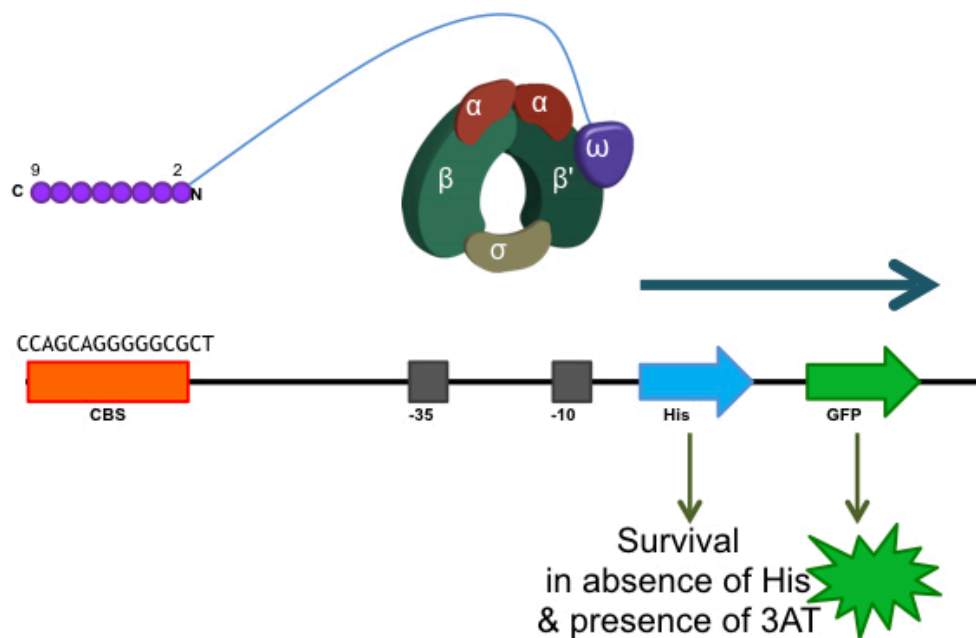 α α
ω
9 2
β β'
C N
σ
CCAGCAGGGGGCGCT
CBS -35 -10 His GFP
Survival
in absence of His
& presence of 3AT